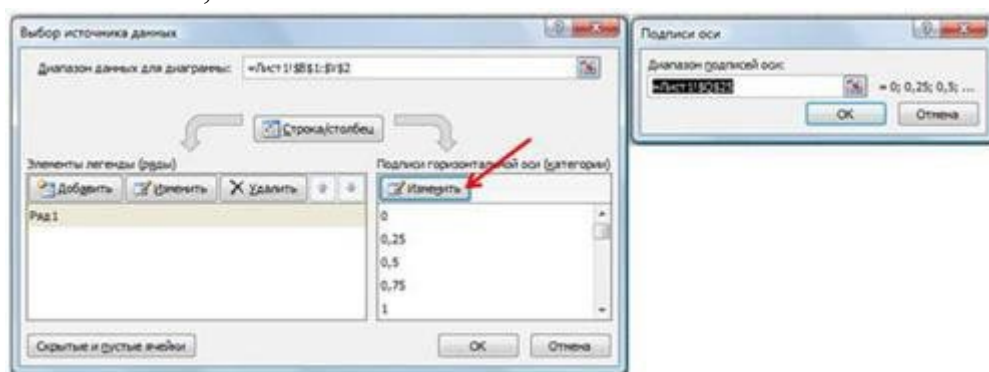 Выбор источника данных
Диапазон данных для диаграммы: =Лист1!$B$1:$V$2
Строка/столбец
Элементы легенды (ряды)
Добавить Изменить Удалить
Ряд1
Подписи горизонтальной оси (категории)
Изменить
0
0,25
0,5
0,75
1
Скрытые и пустые ячейки
ОК Отмена
Подписи оси
Диапазон подписей оси:
= 0; 0,25; 0,5; ...
ОК Отмена